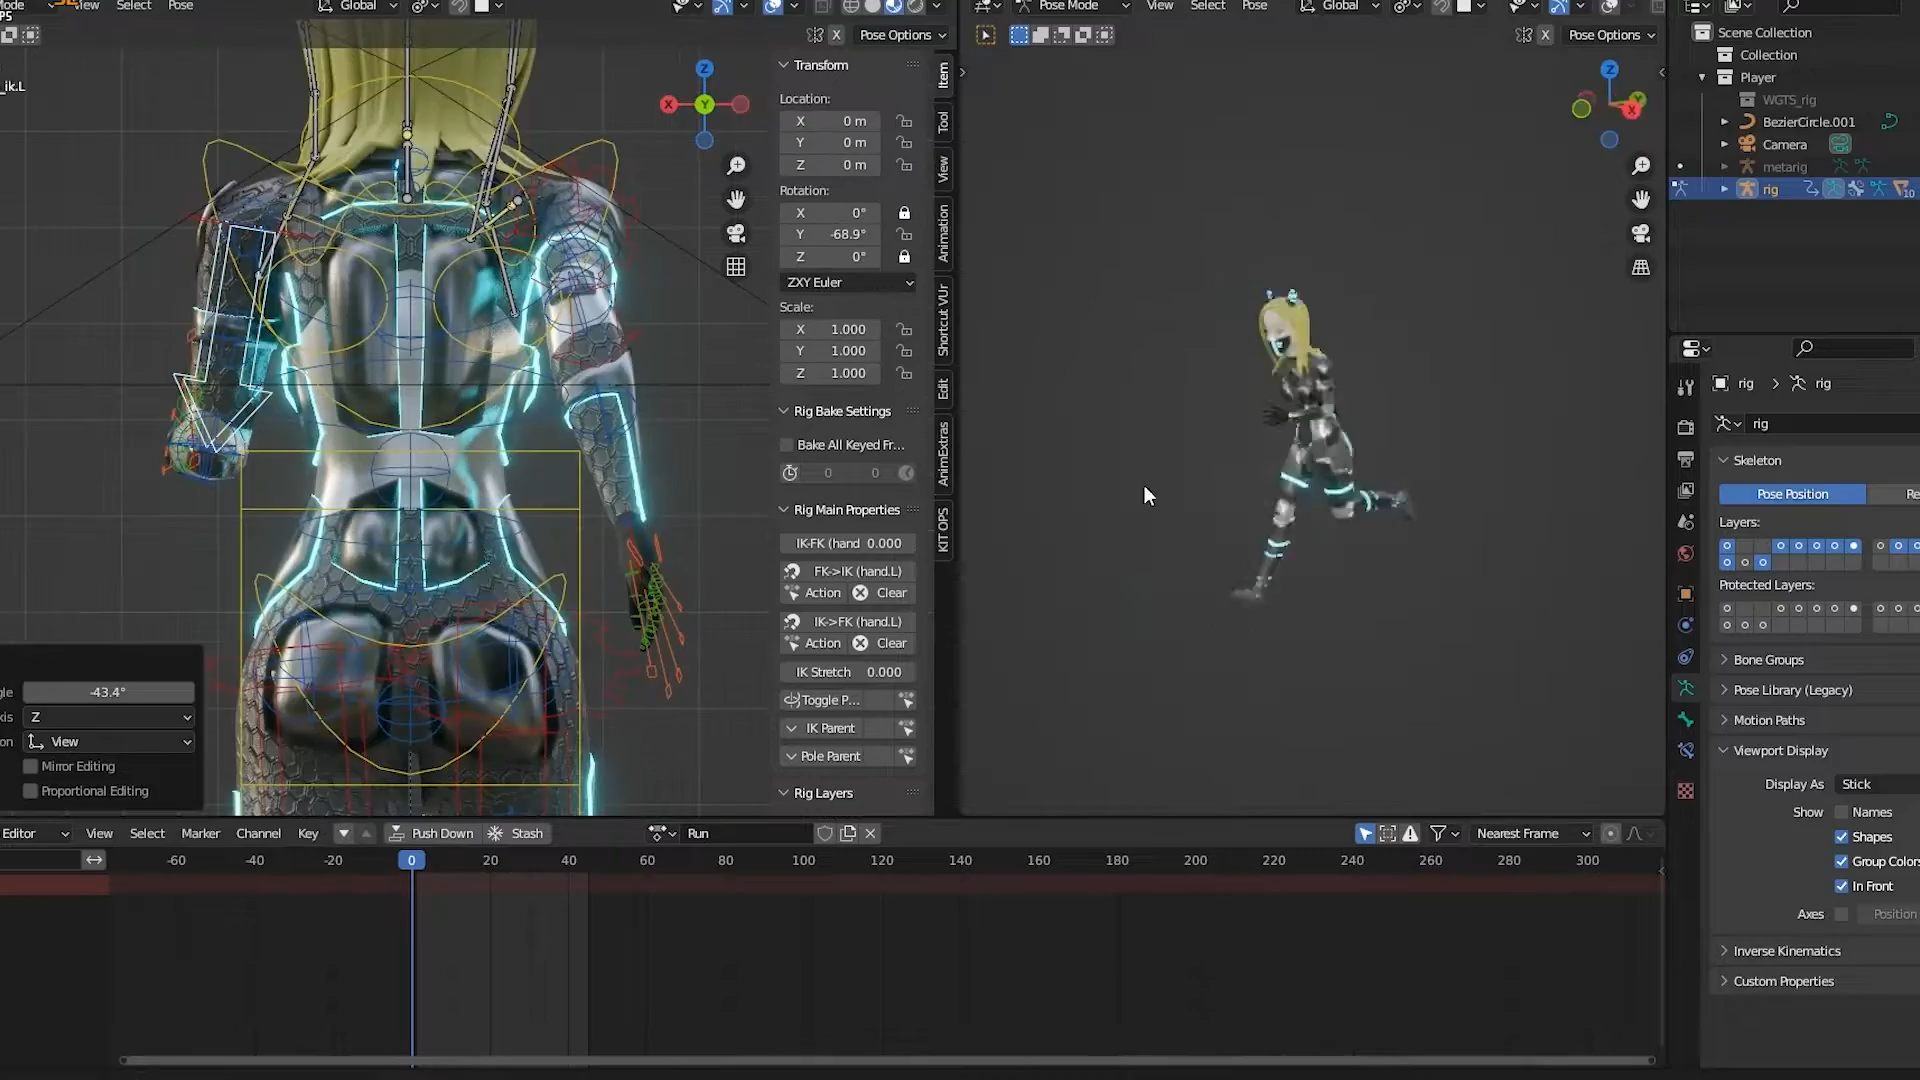 ode View Select Pose Global Pose Mode View Select Pose Global
PS
X Pose Options X Pose Options
_ik.L
Transform
Location:
X 0 m
Y 0 m
Z 0 m
Rotation:
X 0°
Y -68.9°
Z 0°
ZXY Euler
Scale:
X 1.000
Y 1.000
Z 1.000
Rig Bake Settings
Bake All Keyed Fr...
0 0
Rig Main Properties
IK-FK (hand 0.000
FK->IK (hand.L)
Action Clear
IK->FK (hand.L)
Action Clear
IK Stretch 0.000
Toggle P...
IK Parent
Pole Parent
Rig Layers
Item
Tool
View
Animation
Shortcut VUr
Edit
AnimExtras
KIT OPS
X Y Z
Z Y X
gle -43.4°
xis Z
on View
Mirror Editing
Proportional Editing
Scene Collection
Collection
Player
WGTS_rig
BezierCircle.001
Camera
metarig
rig 10
rig > rig
rig
Skeleton
Pose Position Re
Layers:
Protected Layers:
Bone Groups
Pose Library (Legacy)
Motion Paths
Viewport Display
Display As Stick
Show Names
Shapes
Group Colors
In Front
Axes Position
Inverse Kinematics
Custom Properties
Editor View Select Marker Channel Key Push Down Stash Run Nearest Frame
-60 -40 -20 0 20 40 60 80 100 120 140 160 180 200 220 240 260 280 300